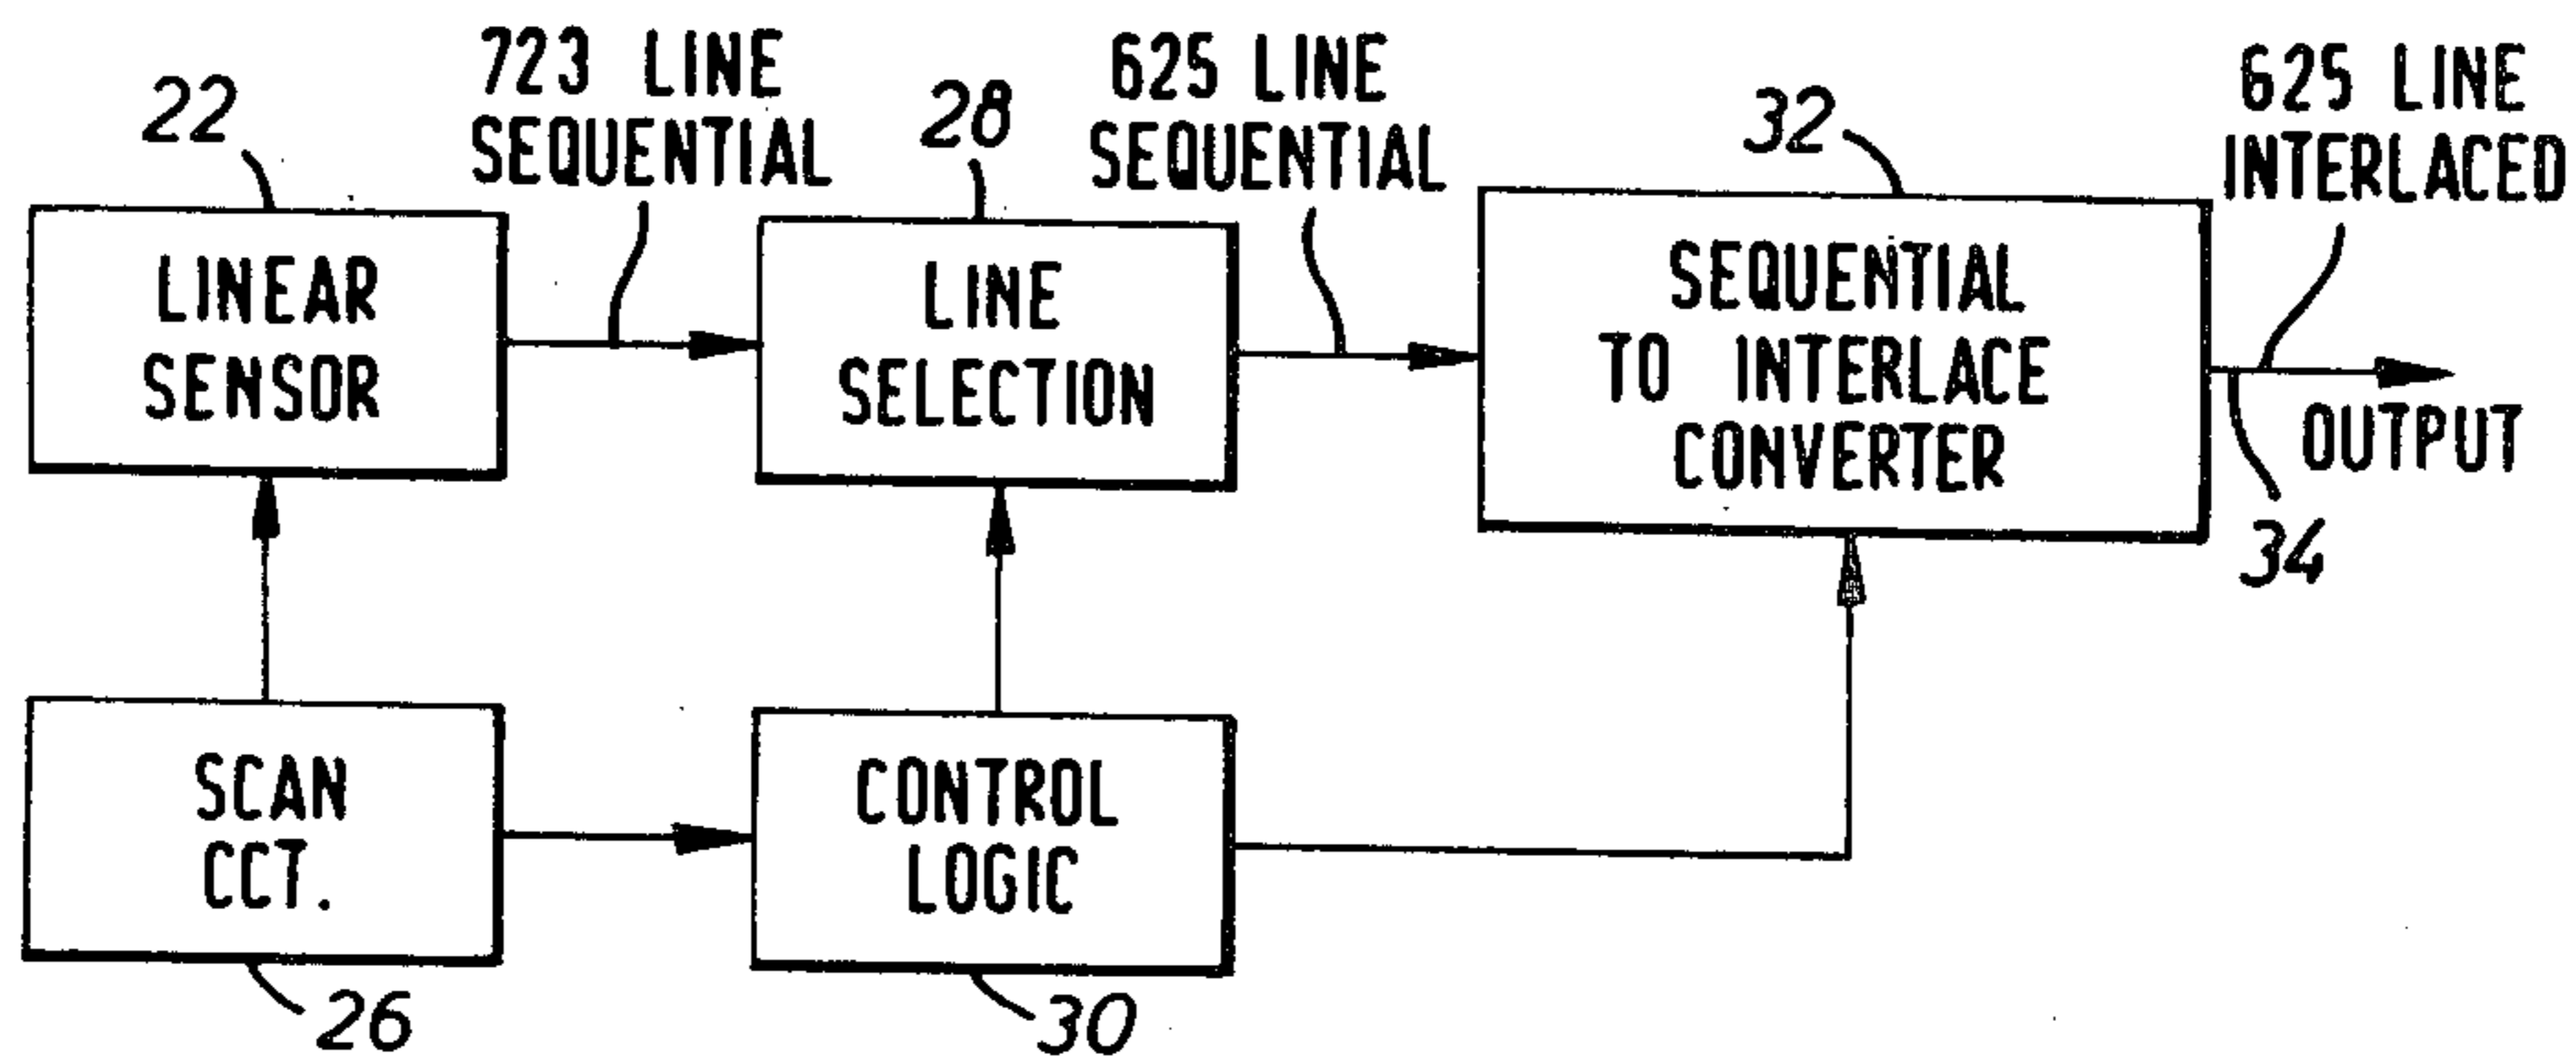 723 LINE
SEQUENTIAL
625 LINE
SEQUENTIAL
625 LINE
INTERLACED
22
28
32
LINEAR
SENSOR
LINE
SELECTION
SEQUENTIAL
TO INTERLACE
CONVERTER
OUTPUT
34
SCAN
CCT.
CONTROL
LOGIC
26
30